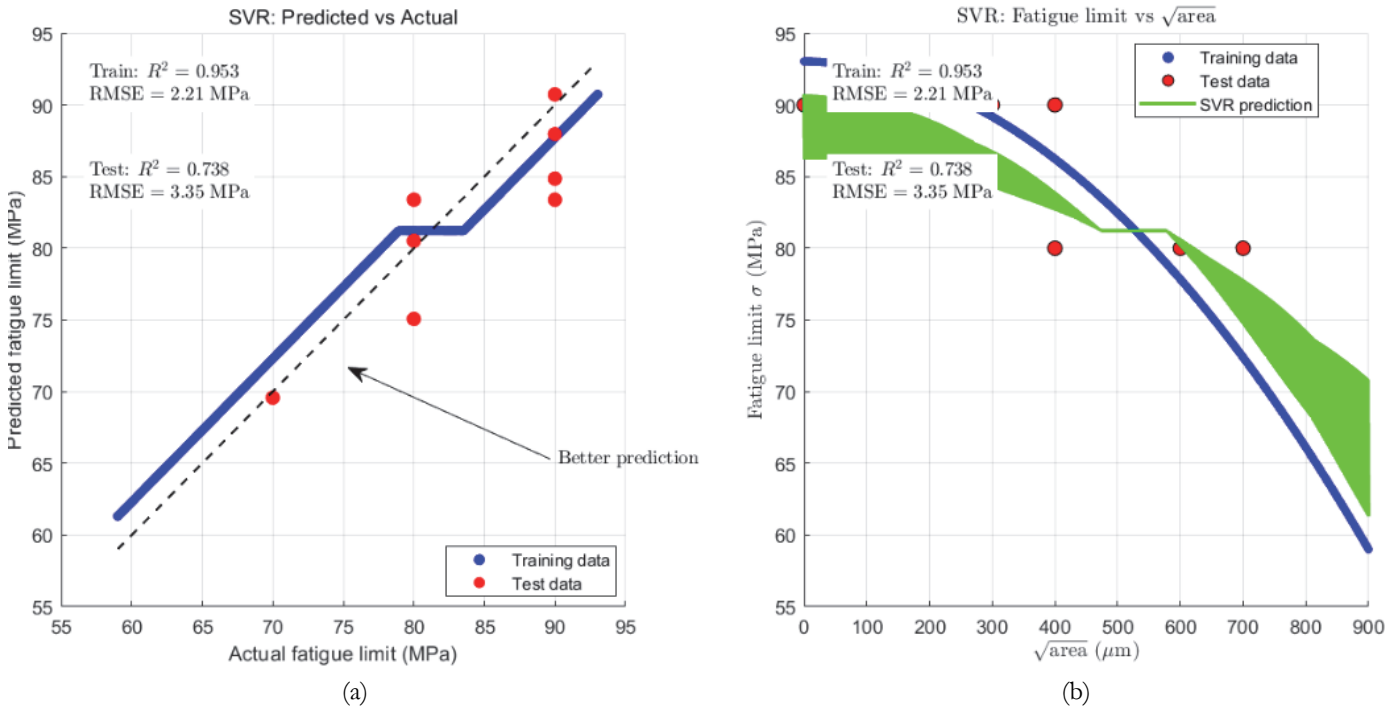 SVR: Predicted vs Actual
95
90
85
80
75
70
65
60
55
Predicted fatigue limit (MPa)
Train: R² = 0.953
RMSE = 2.21 MPa
Test: R² = 0.738
RMSE = 3.35 MPa
Better prediction
Training data
Test data
55 60 65 70 75 80 85 90 95
Actual fatigue limit (MPa)
(a)
SVR: Fatigue limit vs √area
95
90
85
80
75
70
65
60
55
Fatigue limit σ (MPa)
Train: R² = 0.953
RMSE = 2.21 MPa
Test: R² = 0.738
RMSE = 3.35 MPa
Training data
Test data
SVR prediction
0 100 200 300 400 500 600 700 800 900
√area (μm)
(b)